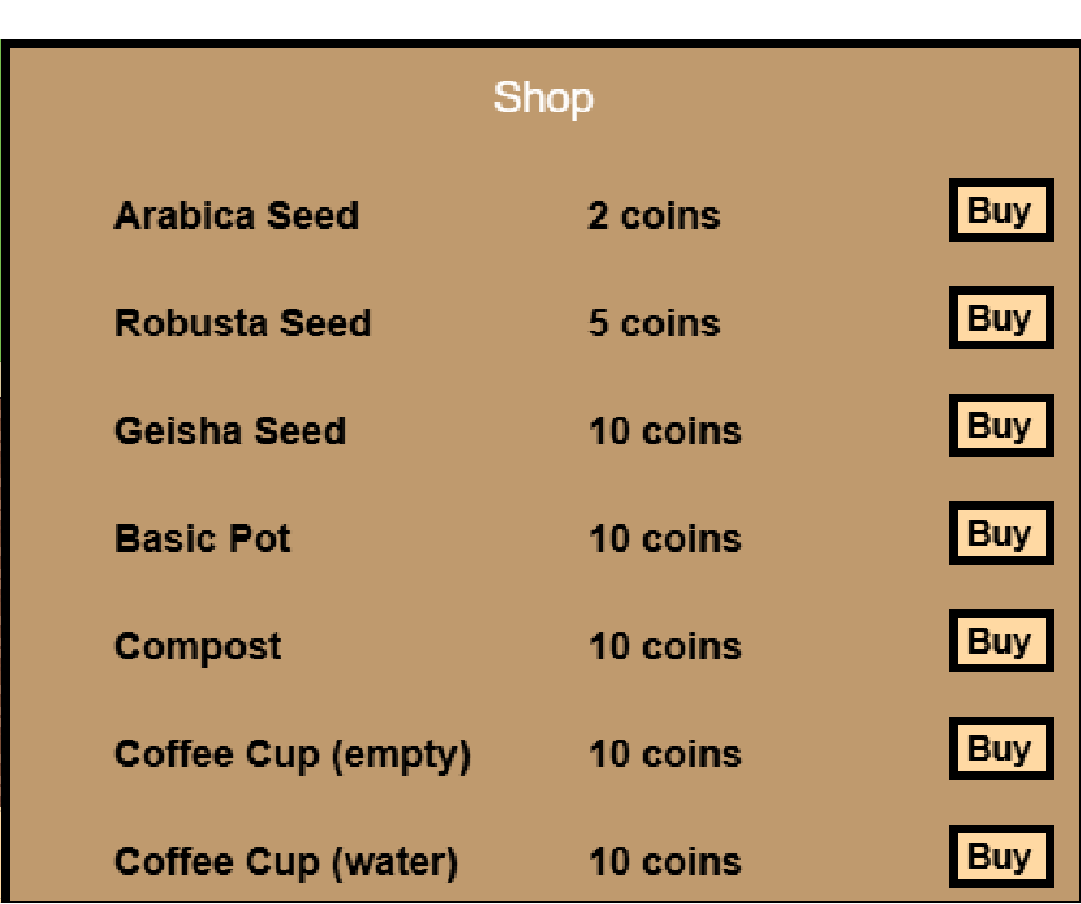 Shop
Arabica Seed 2 coins Buy
Robusta Seed 5 coins Buy
Geisha Seed 10 coins Buy
Basic Pot 10 coins Buy
Compost 10 coins Buy
Coffee Cup (empty) 10 coins Buy
Coffee Cup (water) 10 coins Buy